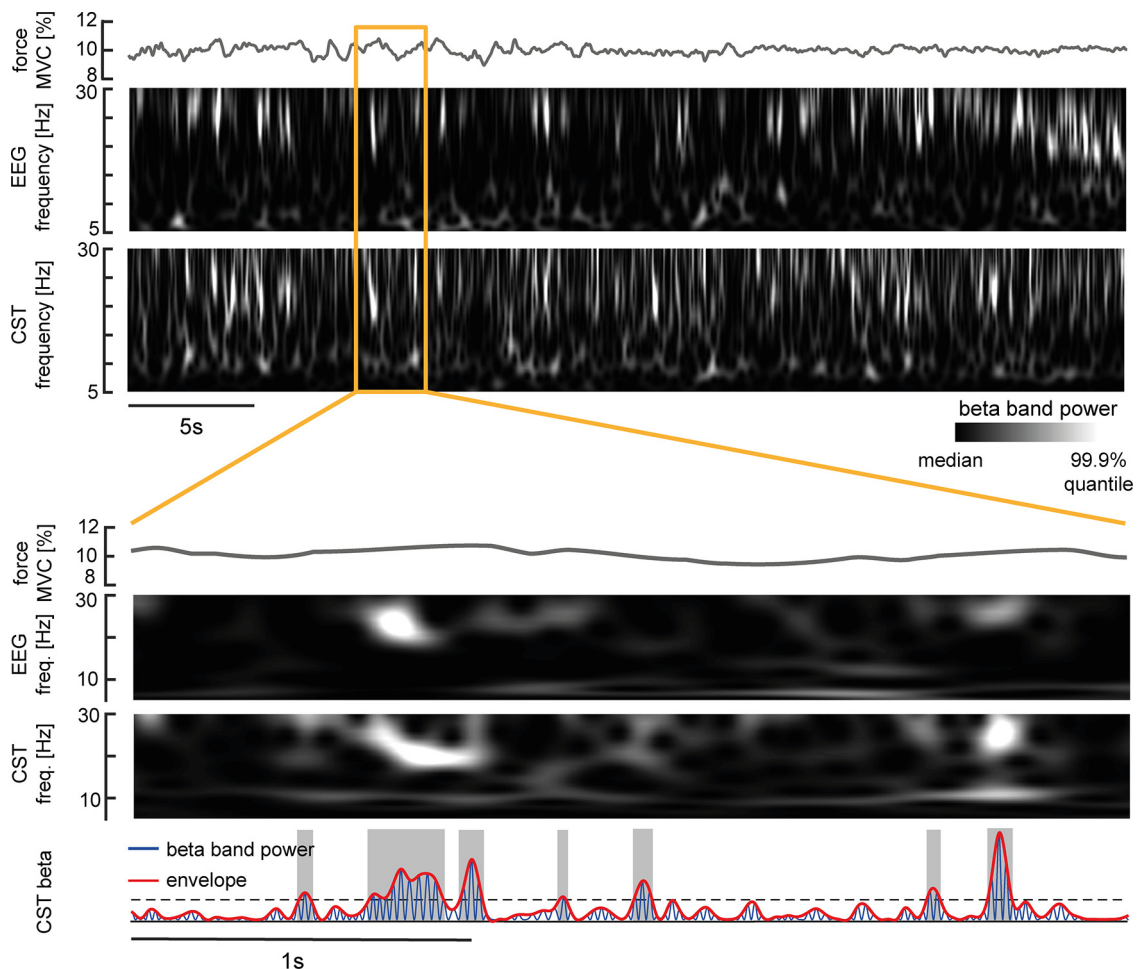 force
MVC [%]
12
10
8
EEG
frequency [Hz]
30
5
CST
frequency [Hz]
30
5
5s
beta band power
median
99.9%
quantile
force
MVC [%]
12
10
8
EEG
freq. [Hz]
30
10
CST
freq. [Hz]
30
10
CST beta
beta band power
envelope
1s